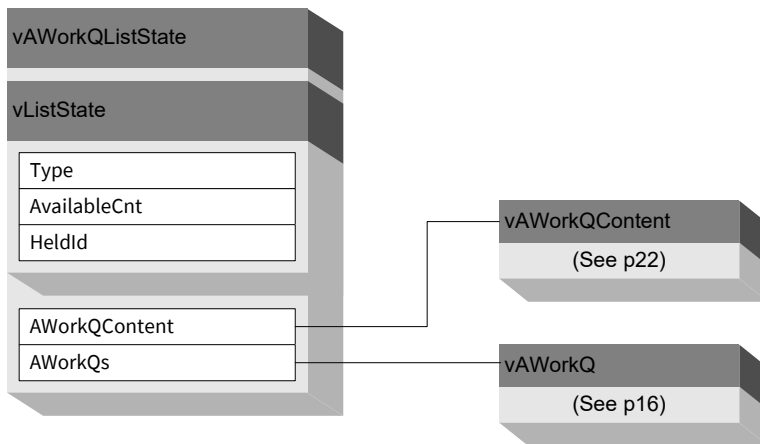 vAWorkQListState
vListState
Type
AvailableCnt
HeldId
AWorkQContent
AWorkQs
vAWorkQContent
(See p22)
vAWorkQ
(See p16)